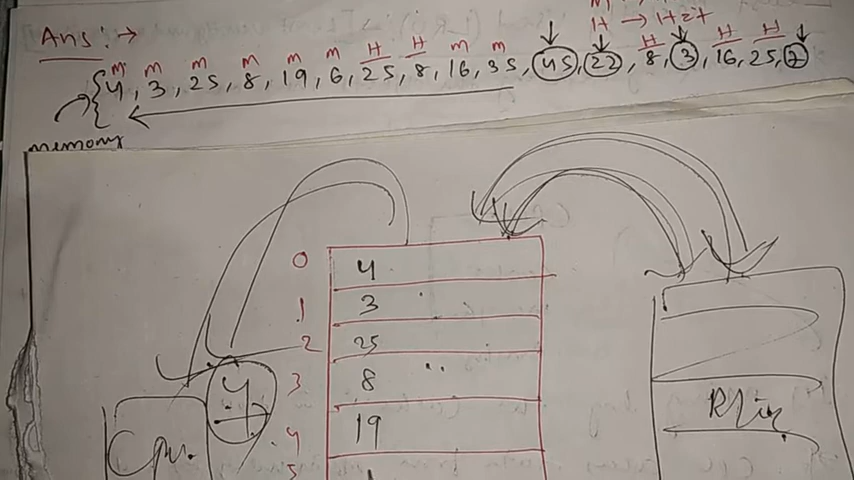 Ans :→
H → Hit
m m m m m m H H m m H H H
{4, 3, 25, 8, 19, 6, 25, 8, 16, 35, 45, 22, 8, 3, 16, 25, 7
memory
0 4
1 3
2 25
3 8
4 19
5
4
Cpu